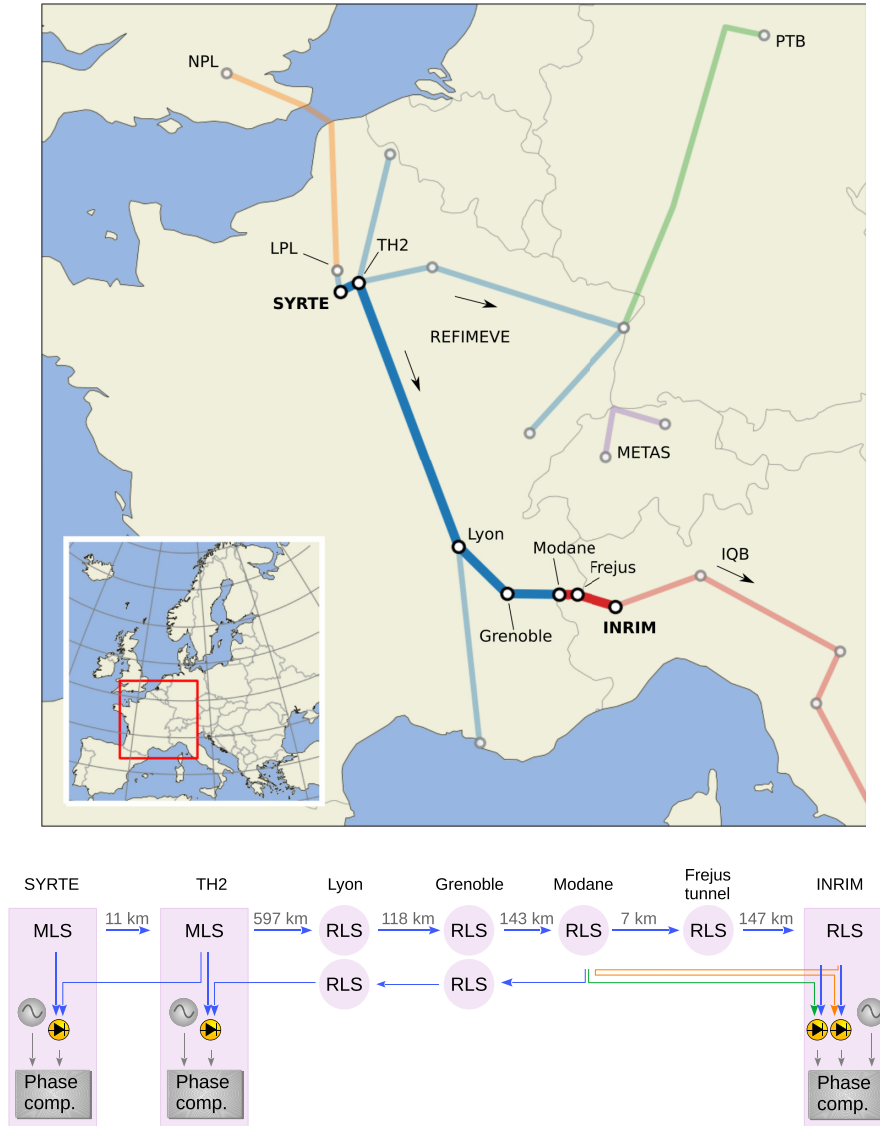 NPL
PTB
LPL
TH2
SYRTE
REFIMEVE
METAS
Lyon
Modane
IQB
Frejus
Grenoble
INRIM
SYRTE
TH2
Lyon
Grenoble
Modane
Frejus
tunnel
INRIM
MLS
11 km
MLS
597 km
RLS
118 km
RLS
143 km
RLS
7 km
RLS
147 km
RLS
RLS
RLS
Phase
comp.
Phase
comp.
Phase
comp.